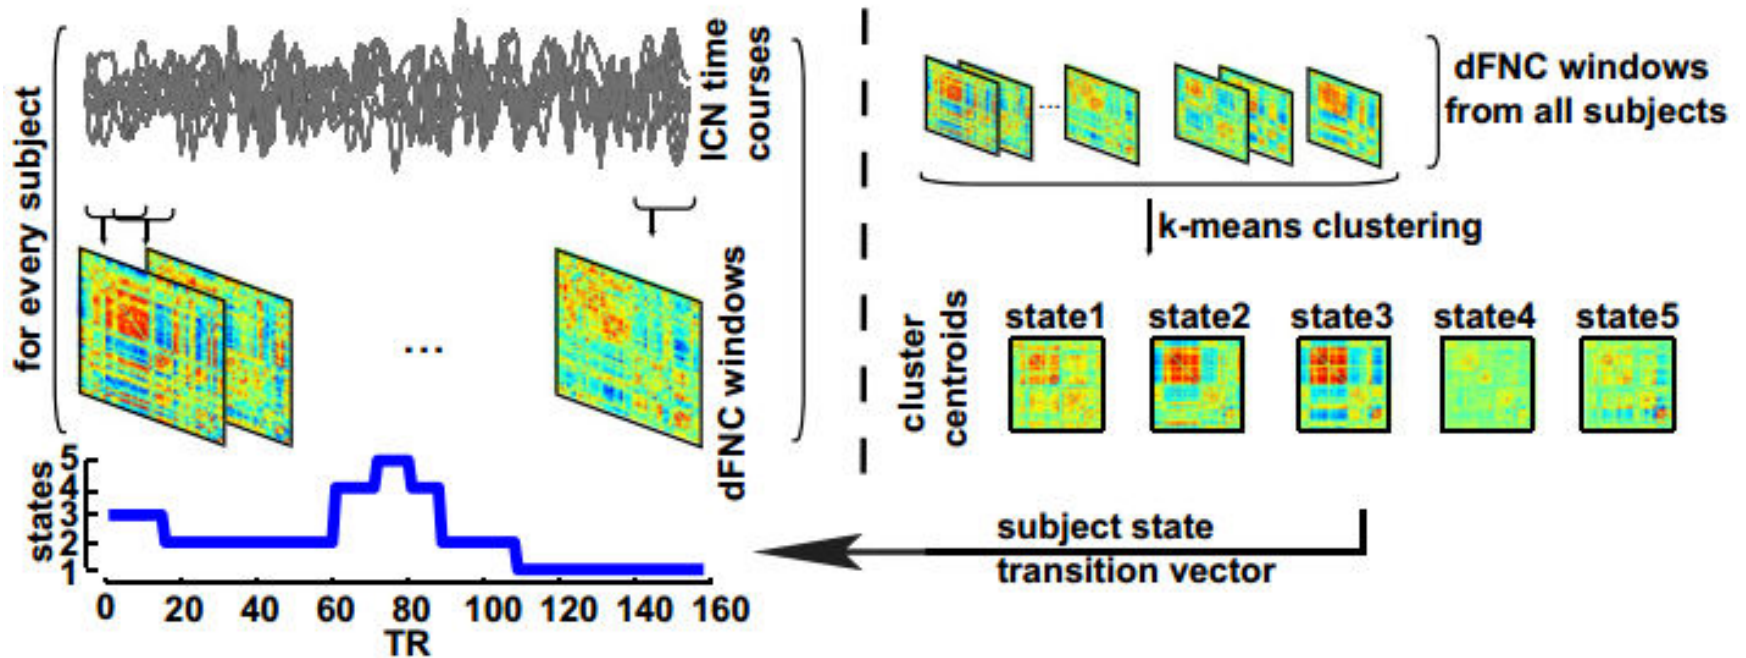 for every subject
ICN time
courses
dFNC windows
...
...
dFNC windows
from all subjects
k-means clustering
cluster
centroids
state1 state2 state3 state4 state5
states
5
4
3
2
1
0 20 40 60 80 100 120 140 160
TR
subject state
transition vector